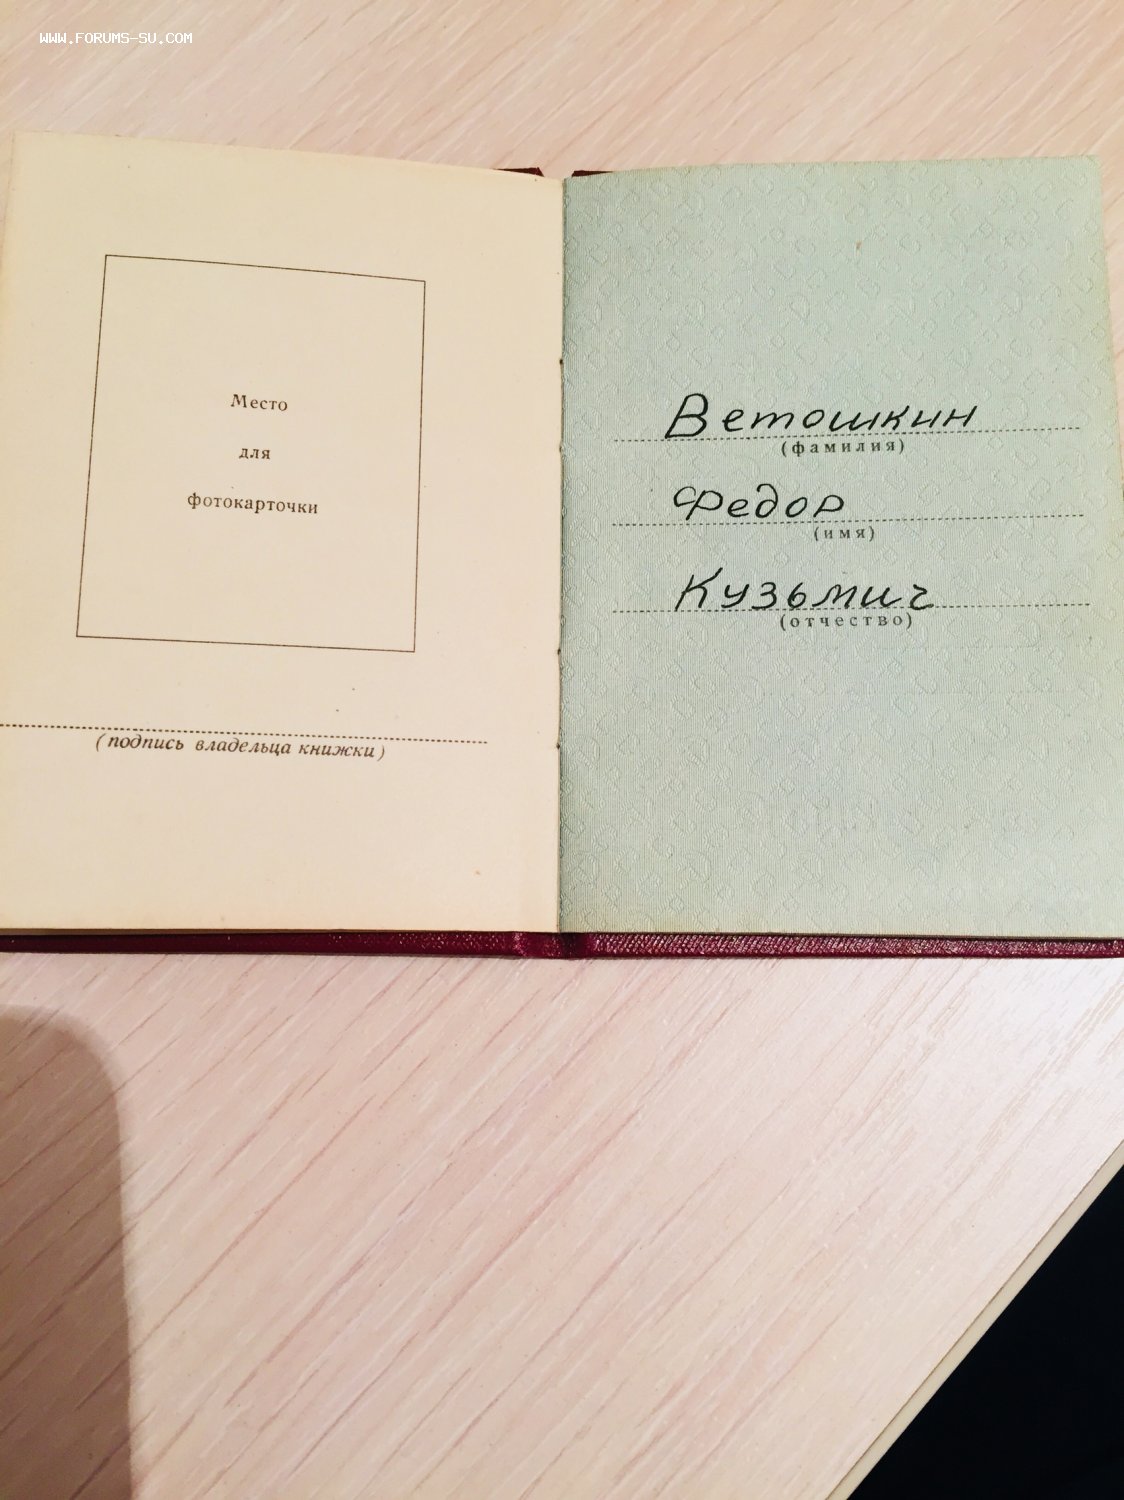 WWW.FORUMS-SU.COM
Место
для
фотокарточки
(подпись владельца книжки)
Ветошкин
(фамилия)
Федор
(имя)
Кузьмич
(отчество)